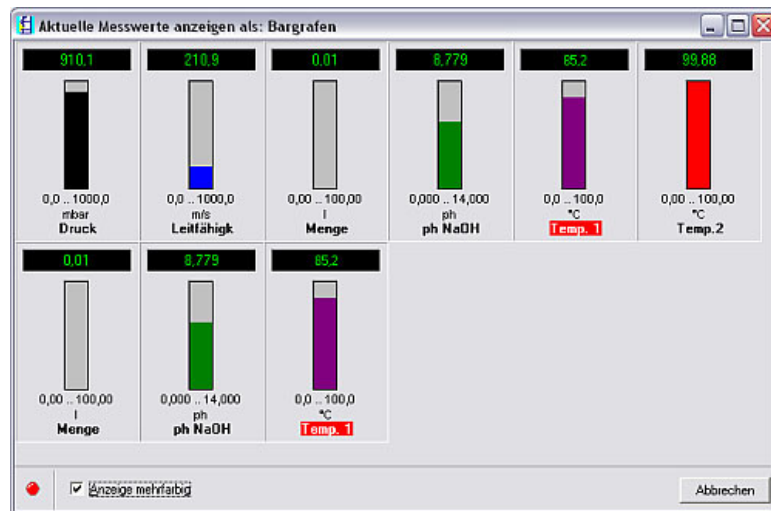 Aktuelle Messwerte anzeigen als: Bargrafen
910,1
0,0 .. 1000,0
mbar
Druck
210,9
0,0 .. 1000,0
m/s
Leitfähigk
0,01
0,00 .. 100,00
l
Menge
8,779
0,000 .. 14,000
ph
ph NaOH
85,2
0,0 .. 100,0
°C
Temp. 1
99,88
0,00 .. 100,00
°C
Temp.2
0,01
0,00 .. 100,00
l
Menge
8,779
0,000 .. 14,000
ph
ph NaOH
85,2
0,0 .. 100,0
°C
Temp. 1
Anzeige mehrfarbig
Abbrechen